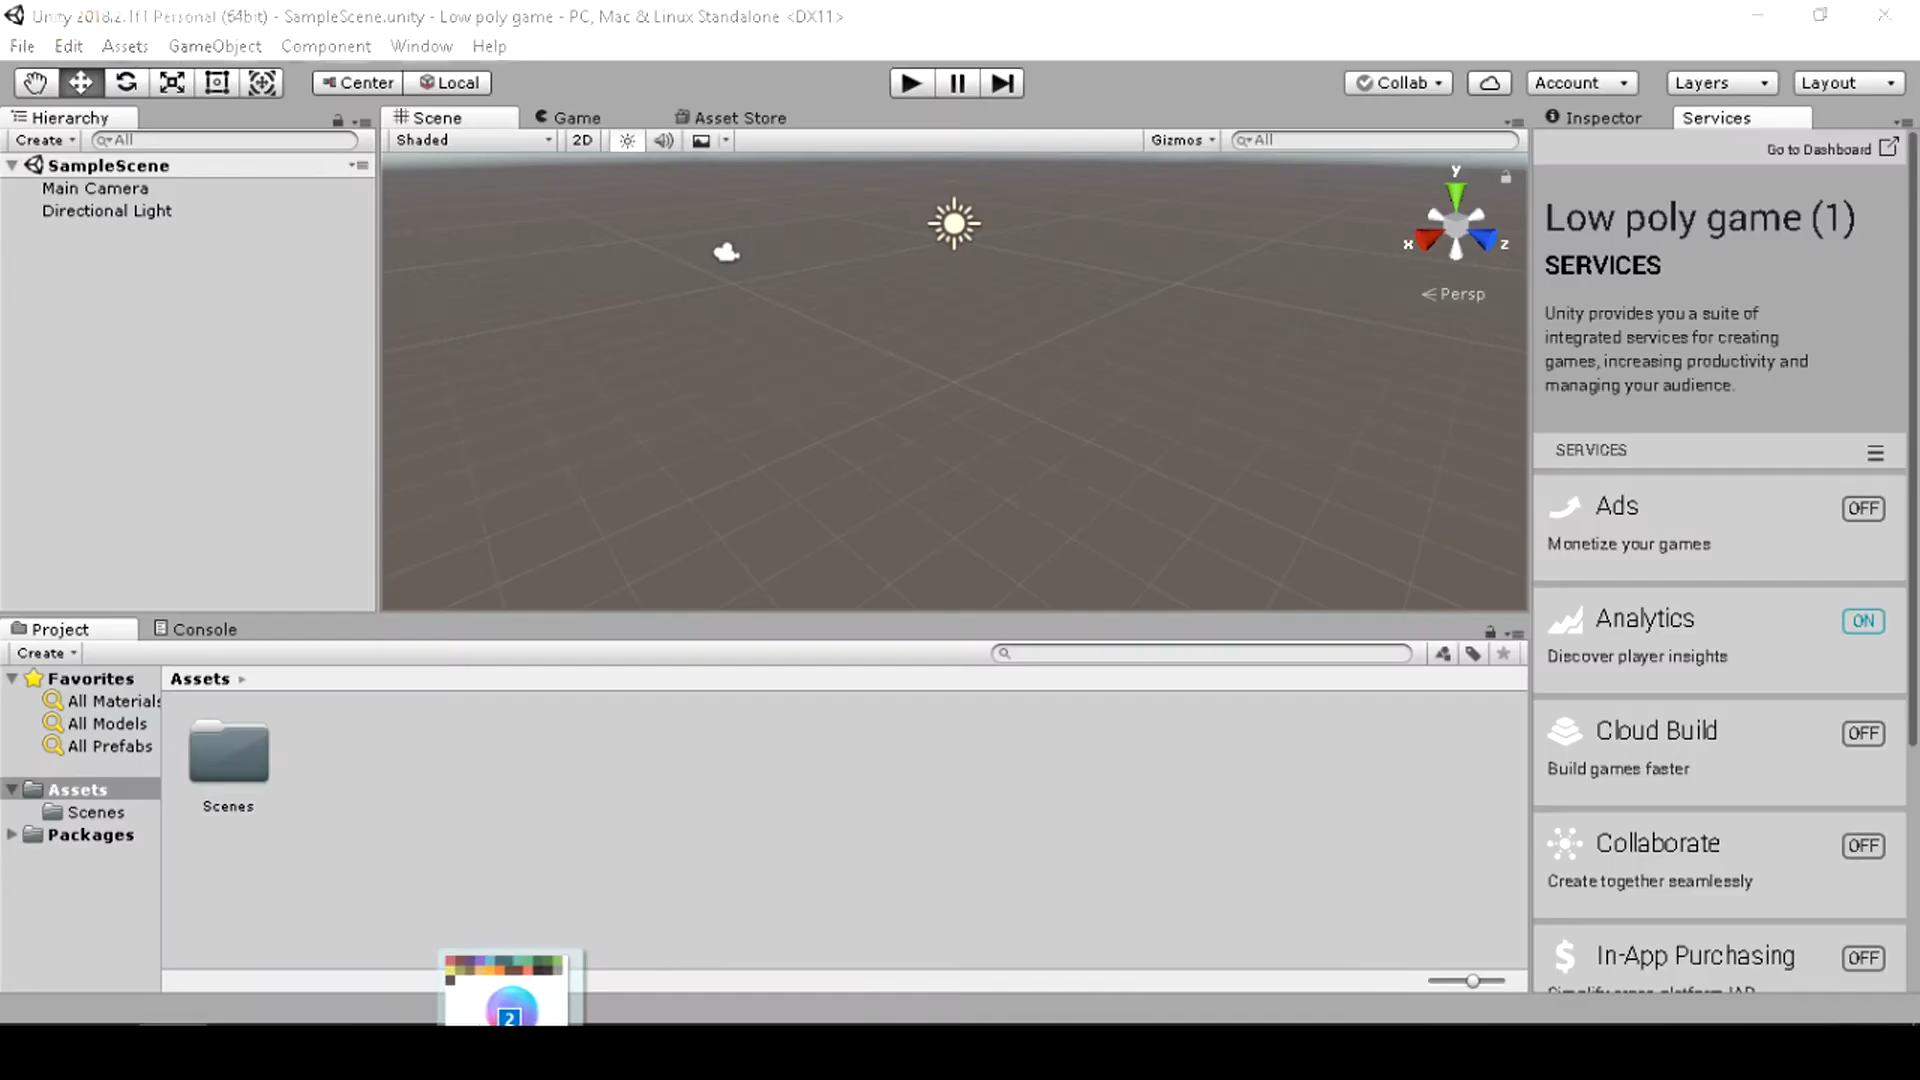 Unity 2018.2.1f1 Personal (64bit) - SampleScene.unity - Low poly game - PC, Mac & Linux Standalone <DX11>
File Edit Assets GameObject Component Window Help
Center Local Collab Account Layers Layout
Hierarchy
Create All
SampleScene
Main Camera
Directional Light
Scene Game Asset Store
Shaded 2D Gizmos All
y
x z
Persp
Inspector Services
Go to Dashboard
Low poly game (1)
SERVICES
Unity provides you a suite of
integrated services for creating
games, increasing productivity and
managing your audience.
SERVICES
Ads OFF
Monetize your games
Analytics ON
Discover player insights
Cloud Build OFF
Build games faster
Collaborate OFF
Create together seamlessly
In-App Purchasing OFF
Project Console
Create
Favorites
All Materials
All Models
All Prefabs
Assets
Scenes
Packages
Assets
Scenes
2